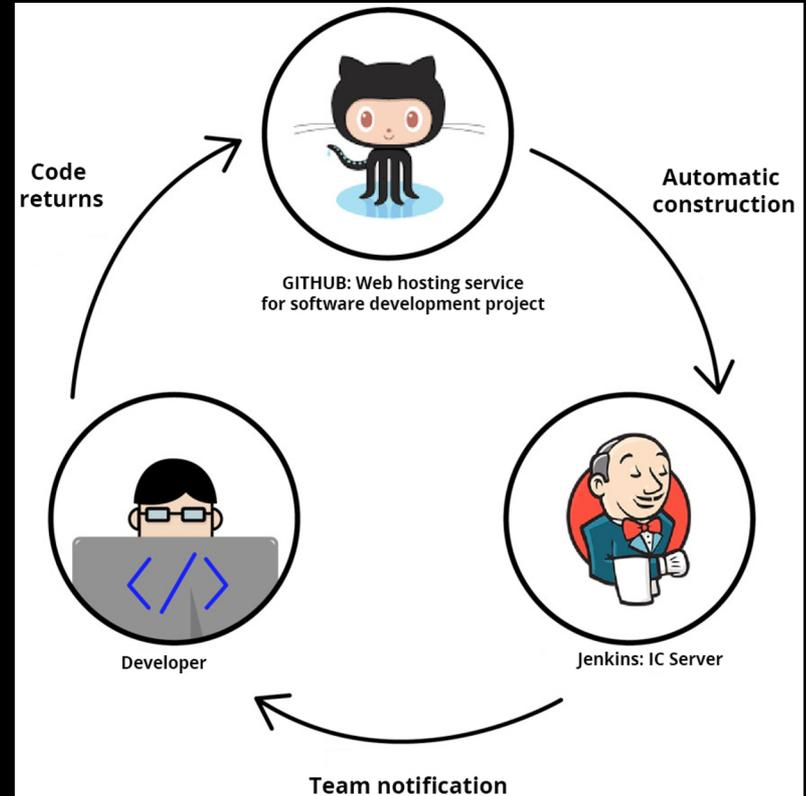 Code
returns
Automatic
construction
GITHUB: Web hosting service
for software development project
</>
Developer
Jenkins: IC Server
Team notification